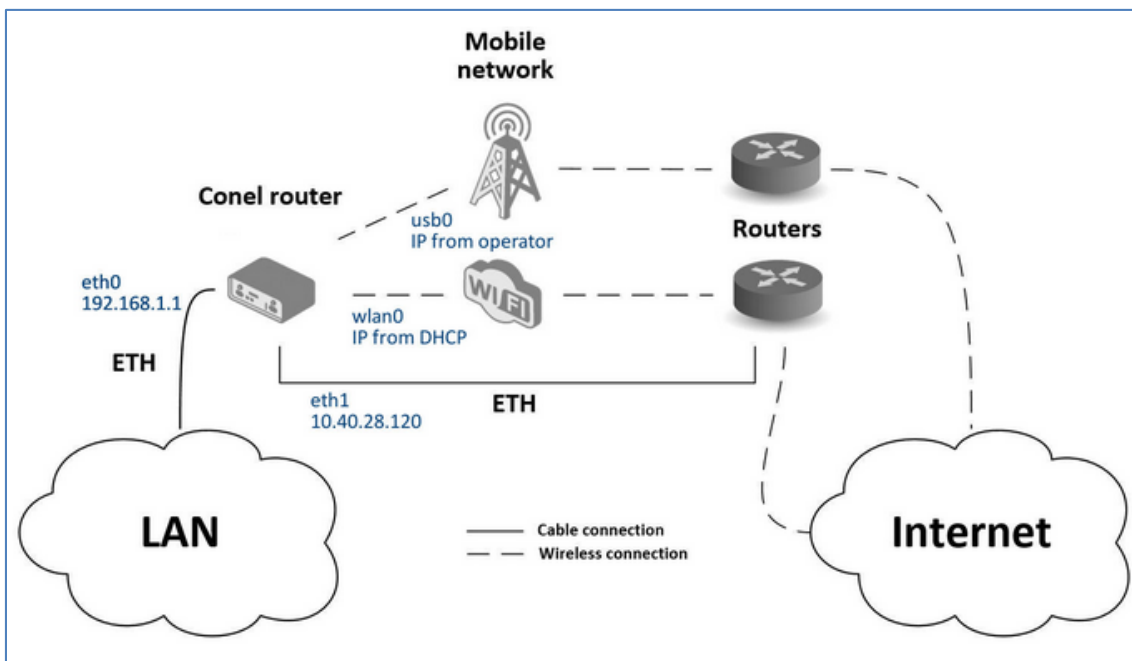 Mobile
network
Conel router
usb0
IP from operator
Routers
eth0
192.168.1.1
WI FI
wlan0
IP from DHCP
ETH
eth1
10.40.28.120
ETH
LAN
Internet
Cable connection
Wireless connection